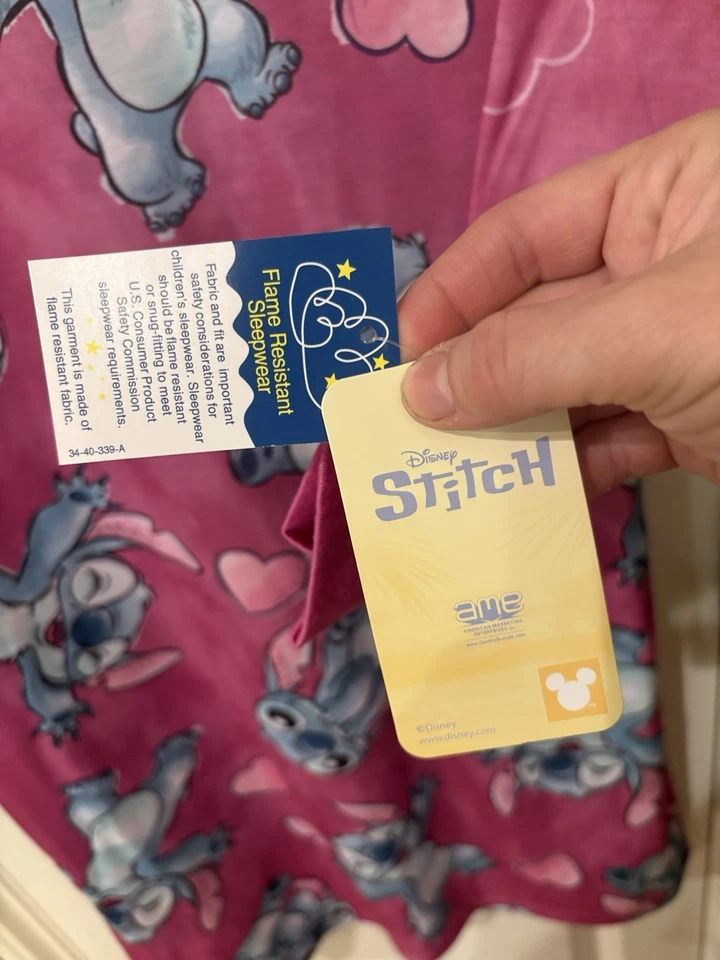 Flame Resistant
Sleepwear
Fabric and fit are important
safety considerations for
children's sleepwear. Sleepwear
should be flame resistant
or snug-fitting to meet
U.S. Consumer Product
Safety Commission
sleepwear requirements.
This garment is made of
flame resistant fabric.
34-40-339-A
Disney
Stitch
ame
AMERICAN MARKETING
ENTERPRISES INC.
©Disney
www.disney.com